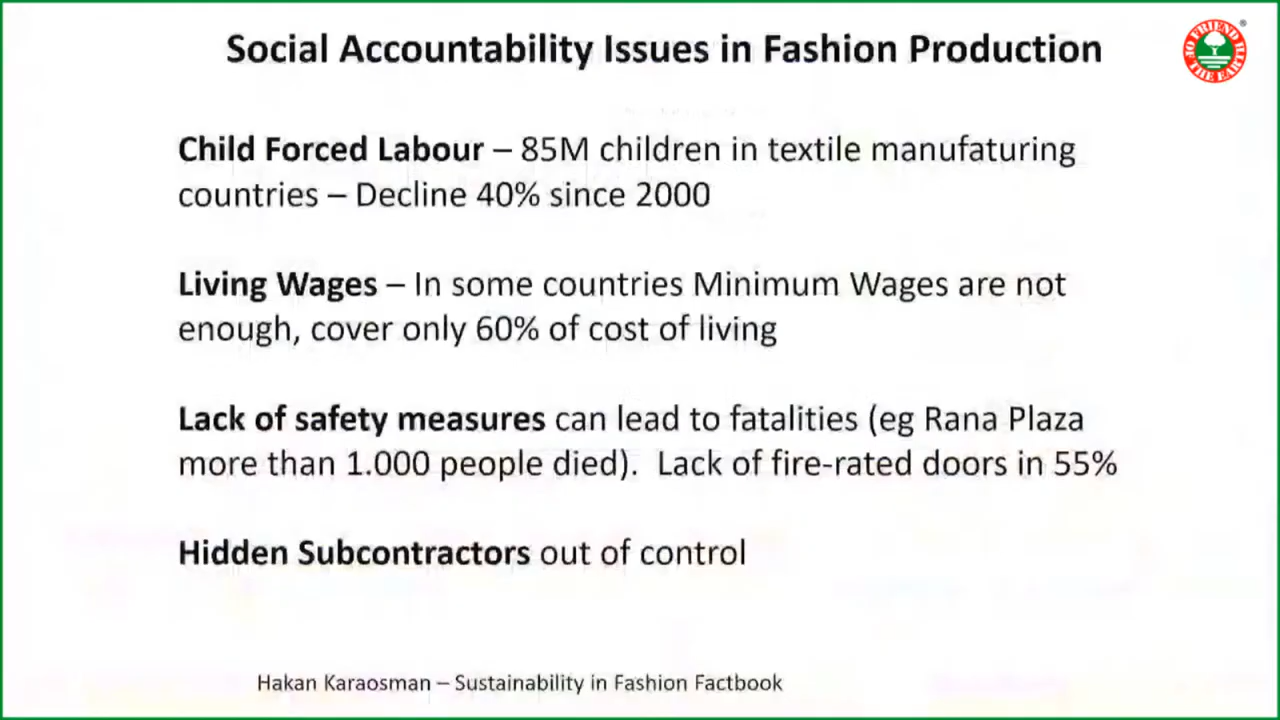 Social Accountability Issues in Fashion Production
Child Forced Labour – 85M children in textile manufaturing
countries – Decline 40% since 2000
Living Wages – In some countries Minimum Wages are not
enough, cover only 60% of cost of living
Lack of safety measures can lead to fatalities (eg Rana Plaza
more than 1.000 people died).  Lack of fire-rated doors in 55%
Hidden Subcontractors out of control
Hakan Karaosman – Sustainability in Fashion Factbook
FRIEND
THE EARTH
®